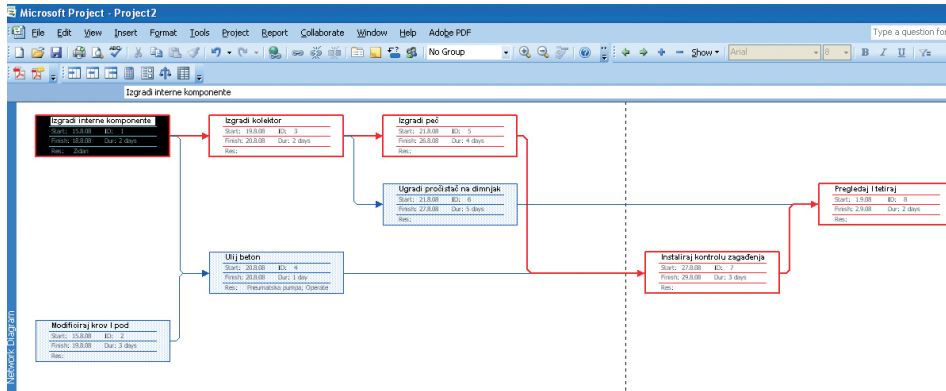 Microsoft Project - Project2
File Edit View Insert Format Tools Project Report Collaborate Window Help Adobe PDF
Type a question for
No Group Show Arial 8 B I U
Izgradi interne komponente
Izgradi interne komponente
Start: 15.8.08 ID: 1
Finish: 18.8.08 Dur: 2 days
Res: Zidari
Izgradi kolektor
Start: 19.8.08 ID: 3
Finish: 20.8.08 Dur: 2 days
Res:
Izgradi peč
Start: 21.8.08 ID: 5
Finish: 26.8.08 Dur: 4 days
Res:
Ugradi pročistač na dimnjak
Start: 21.8.08 ID: 6
Finish: 27.8.08 Dur: 5 days
Res:
Pregledaj I tetiraj
Start: 1.9.08 ID: 8
Finish: 2.9.08 Dur: 2 days
Res:
Ulij beton
Start: 20.8.08 ID: 4
Finish: 20.8.08 Dur: 1 day
Res: Pneumatska pumpa; Operate
Instaliraj kontrolu zagađenja
Start: 27.8.08 ID: 7
Finish: 29.8.08 Dur: 3 days
Res:
Modificiraj krov I pod
Start: 15.8.08 ID: 2
Finish: 19.8.08 Dur: 3 days
Res:
Network Diagram